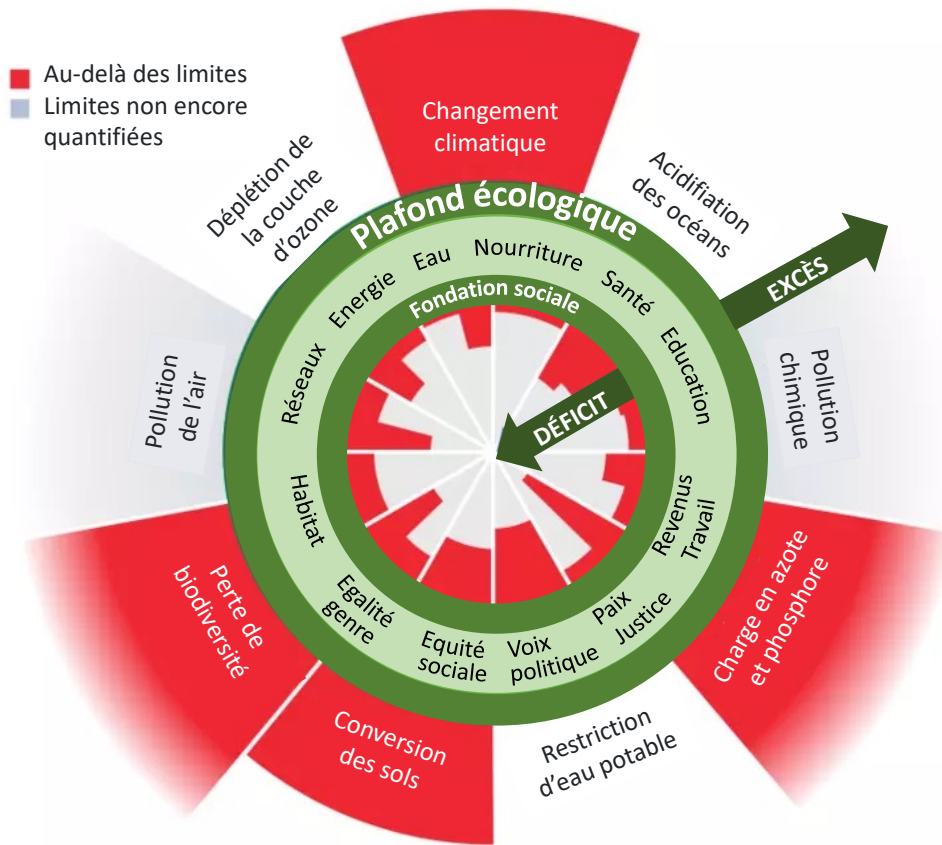 Au-delà des limites
Limites non encore
quantifiées
Changement
climatique
Déplétion de
la couche
d'ozone
Acidifiation
des océans
Plafond écologique
EXCÈS
Eau
Nourriture
Santé
Energie
Education
Réseaux
Fondation sociale
DÉFICIT
Pollution
de l'air
Pollution
chimique
Habitat
Revenus
Travail
Egalité
genre
Equité
sociale
Voix
politique
Paix
Justice
Perte de
biodiversité
Charge en azote
et phosphore
Conversion
des sols
Restriction
d'eau potable